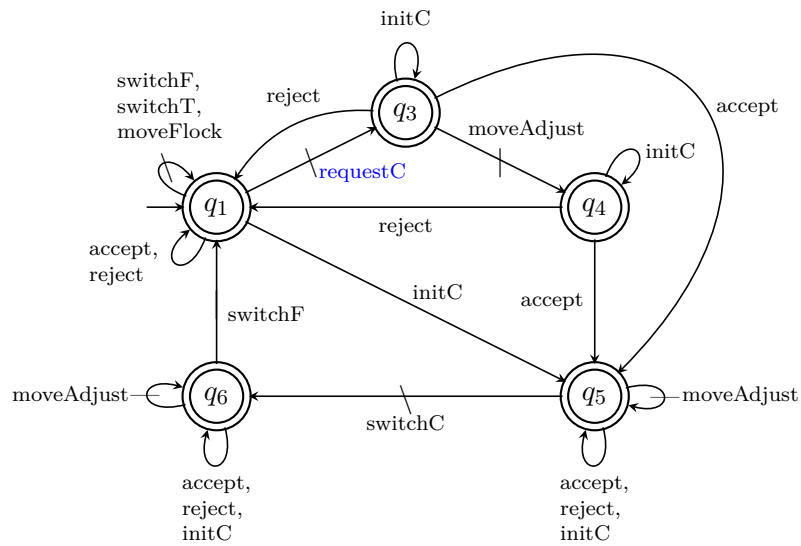 initC
switchF,
switchT,
moveFlock
reject
q3
accept
moveAdjust
requestC
initC
q1
q4
reject
accept,
reject
initC
accept
switchF
moveAdjust
q6
switchC
q5
moveAdjust
accept,
reject,
initC
accept,
reject,
initC